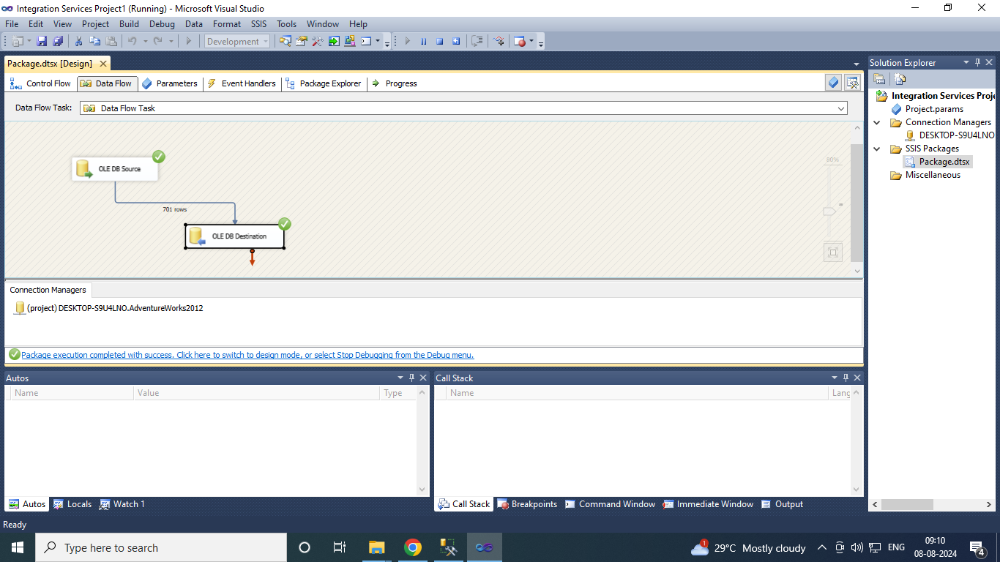 Integration Services Project1 (Running) - Microsoft Visual Studio
File Edit View Project Build Debug Data Format SSIS Tools Window Help
Development
Package.dtsx [Design]
Solution Explorer
Control Flow Data Flow Parameters Event Handlers Package Explorer Progress
Integration Services Proje
Data Flow Task: Data Flow Task
Project.params
Connection Managers
DESKTOP-S9U4LNO
SSIS Packages
Package.dtsx
Miscellaneous
80%
OLE DB Source
701 rows
OLE DB Destination
Connection Managers
(project) DESKTOP-S9U4LNO.AdventureWorks2012
Package execution completed with success. Click here to switch to design mode, or select Stop Debugging from the Debug menu.
Autos
Call Stack
Name Value Type
Name Lang
Autos Locals Watch 1
Call Stack Breakpoints Command Window Immediate Window Output
Ready
Type here to search
1
29°C Mostly cloudy
ENG
09:10
08-08-2024
4